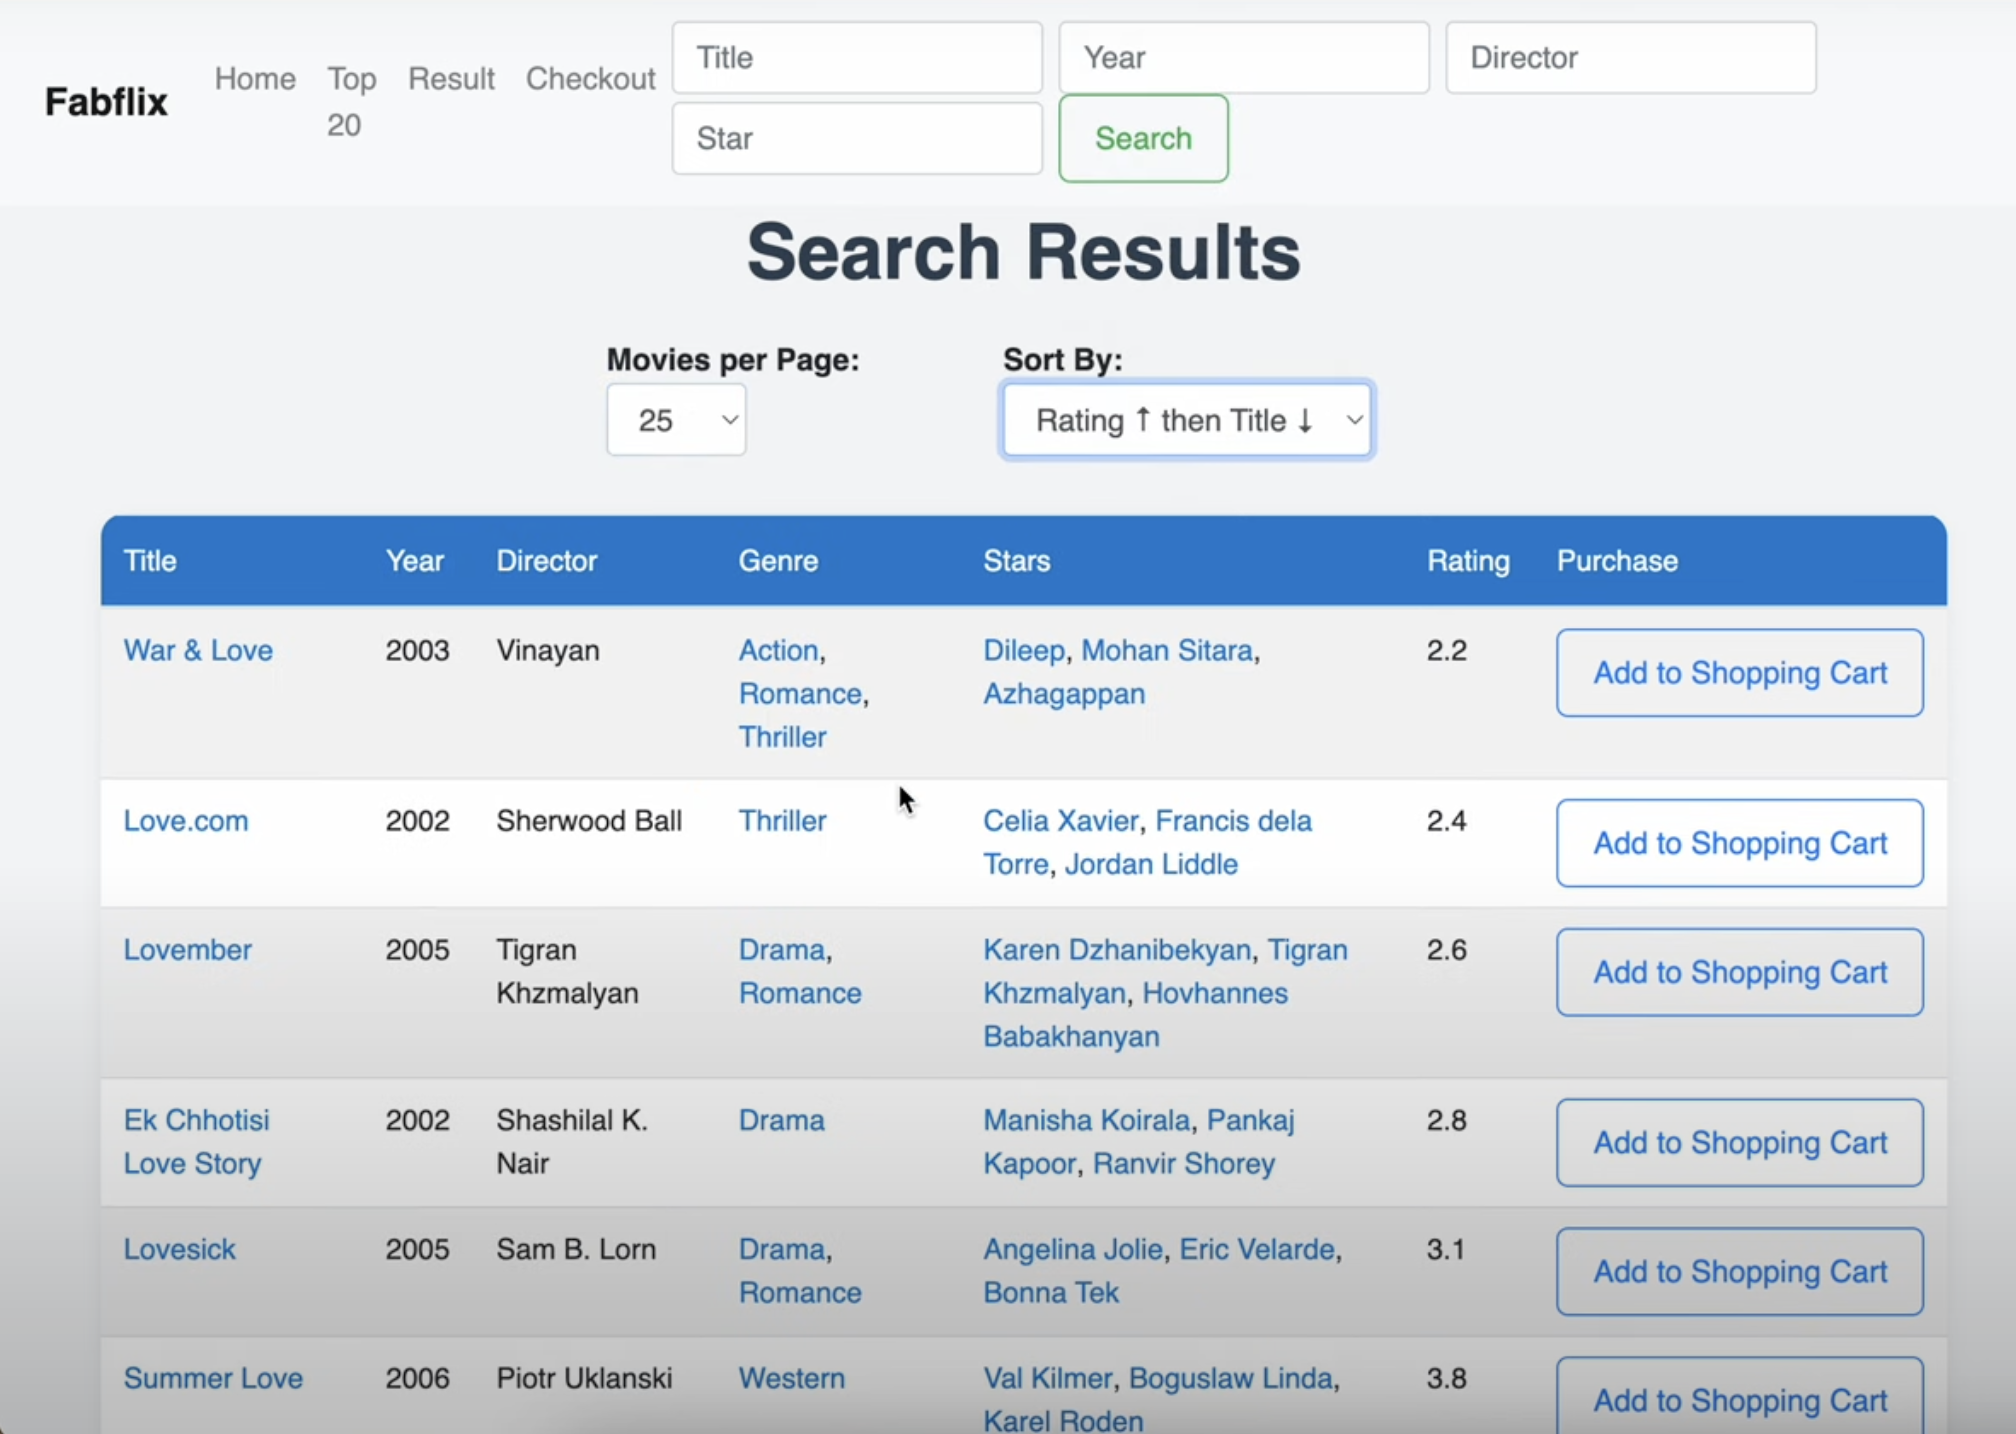 Fabflix
Home
Top
20
Result
Checkout
Title
Year
Director
Star
Search
Search Results
Movies per Page:
Sort By:
25
Rating ↑ then Title ↓
Title Year Director Genre Stars Rating Purchase
War & Love 2003 Vinayan Action, Dileep, Mohan Sitara, 2.2 Add to Shopping Cart
Romance, Azhagappan
Thriller
Love.com 2002 Sherwood Ball Thriller Celia Xavier, Francis dela 2.4 Add to Shopping Cart
Torre, Jordan Liddle
Lovember 2005 Tigran Drama, Karen Dzhanibekyan, Tigran 2.6 Add to Shopping Cart
Khzmalyan Romance Khzmalyan, Hovhannes
Babakhanyan
Ek Chhotisi 2002 Shashilal K. Drama Manisha Koirala, Pankaj 2.8 Add to Shopping Cart
Love Story Nair Kapoor, Ranvir Shorey
Lovesick 2005 Sam B. Lorn Drama, Angelina Jolie, Eric Velarde, 3.1 Add to Shopping Cart
Romance Bonna Tek
Summer Love 2006 Piotr Uklanski Western Val Kilmer, Boguslaw Linda, 3.8 Add to Shopping Cart
Karel Roden